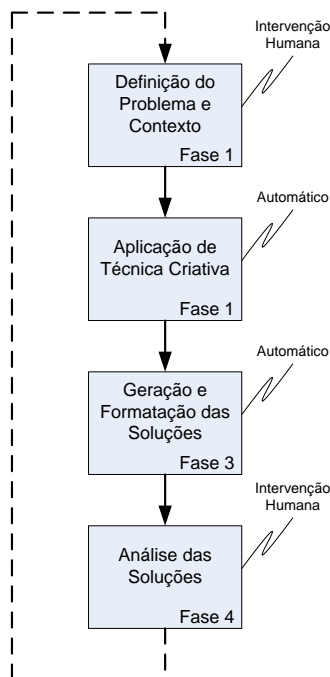 Intervenção
Humana
Definição do
Problema e
Contexto
Fase 1
Automático
Aplicação de
Técnica Criativa
Fase 1
Automático
Geração e
Formatação das
Soluções
Fase 3
Intervenção
Humana
Análise das
Soluções
Fase 4